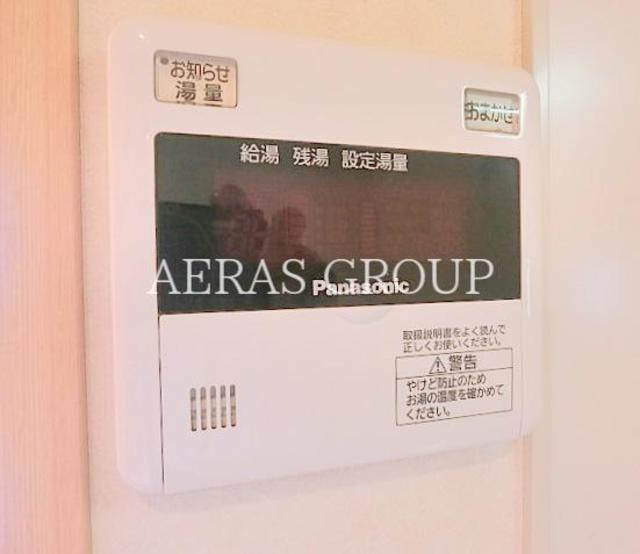 お知らせ
湯量
おまかせ
給湯 残湯 設定湯量
AERAS GROUP
Panasonic
取扱説明書をよく読んで
正しくお使いください。
⚠警告
やけど防止のため
お湯の温度を確かめて
ください。